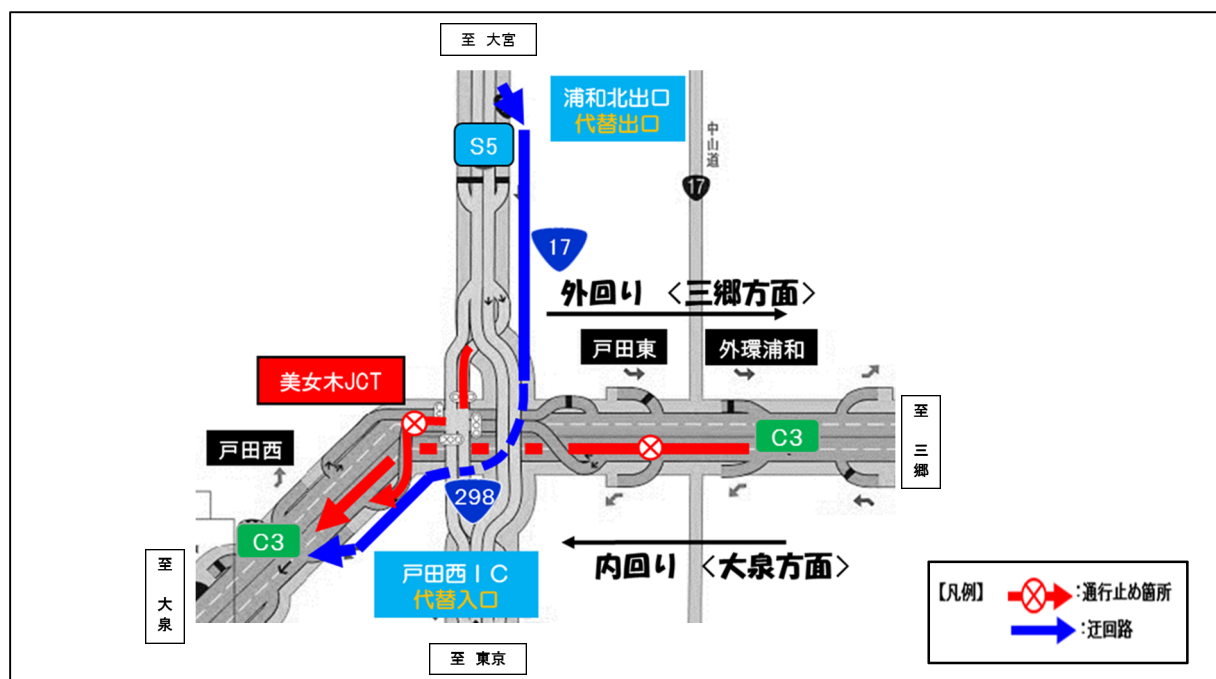 至 大宮
浦和北出口
代替出口
S5
中山道
17
17
外回り <三郷方面>
戸田東
外環浦和
美女木JCT
戸田西
C3
至 三郷
298
C3
内回り <大泉方面>
戸田西IC
代替入口
至 大泉
至 東京
【凡例】
:通行止め箇所
:迂回路